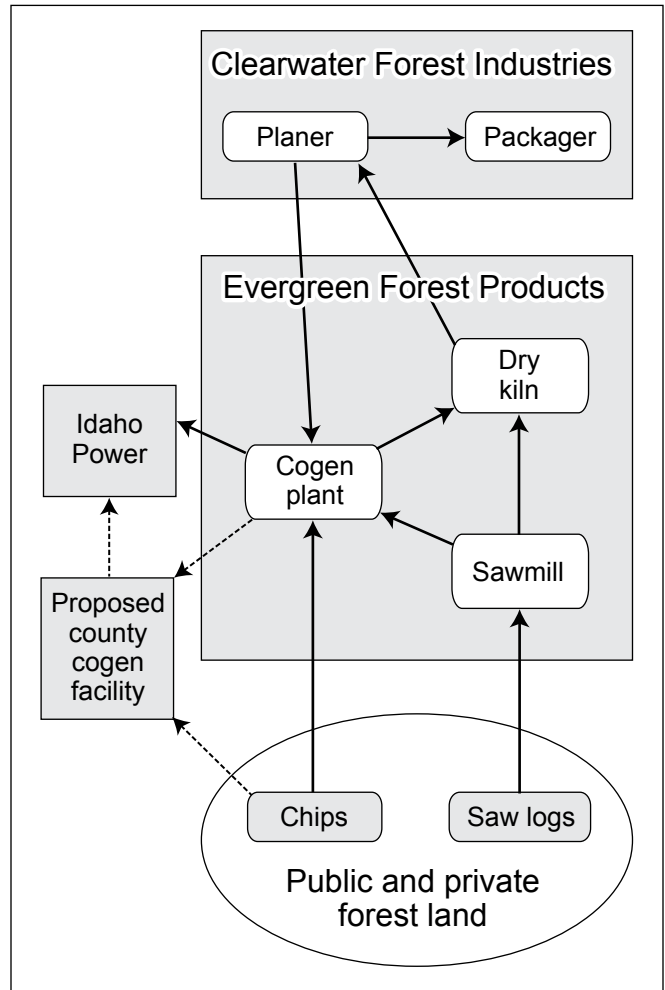 Clearwater Forest Industries
Planer
Packager
Evergreen Forest Products
Dry
kiln
Idaho
Power
Cogen
plant
Sawmill
Proposed
county
cogen
facility
Chips
Saw logs
Public and private
forest land